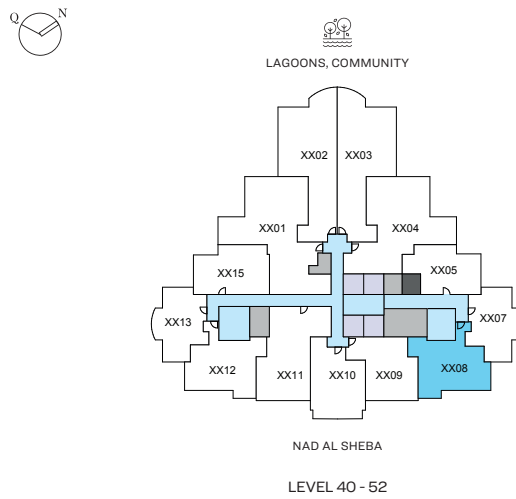 Q N
LAGOONS, COMMUNITY
XX02 XX03
XX01 XX04
XX15 XX05
XX13 XX07
XX12 XX11 XX10 XX09 XX08
NAD AL SHEBA
LEVEL 40 - 52